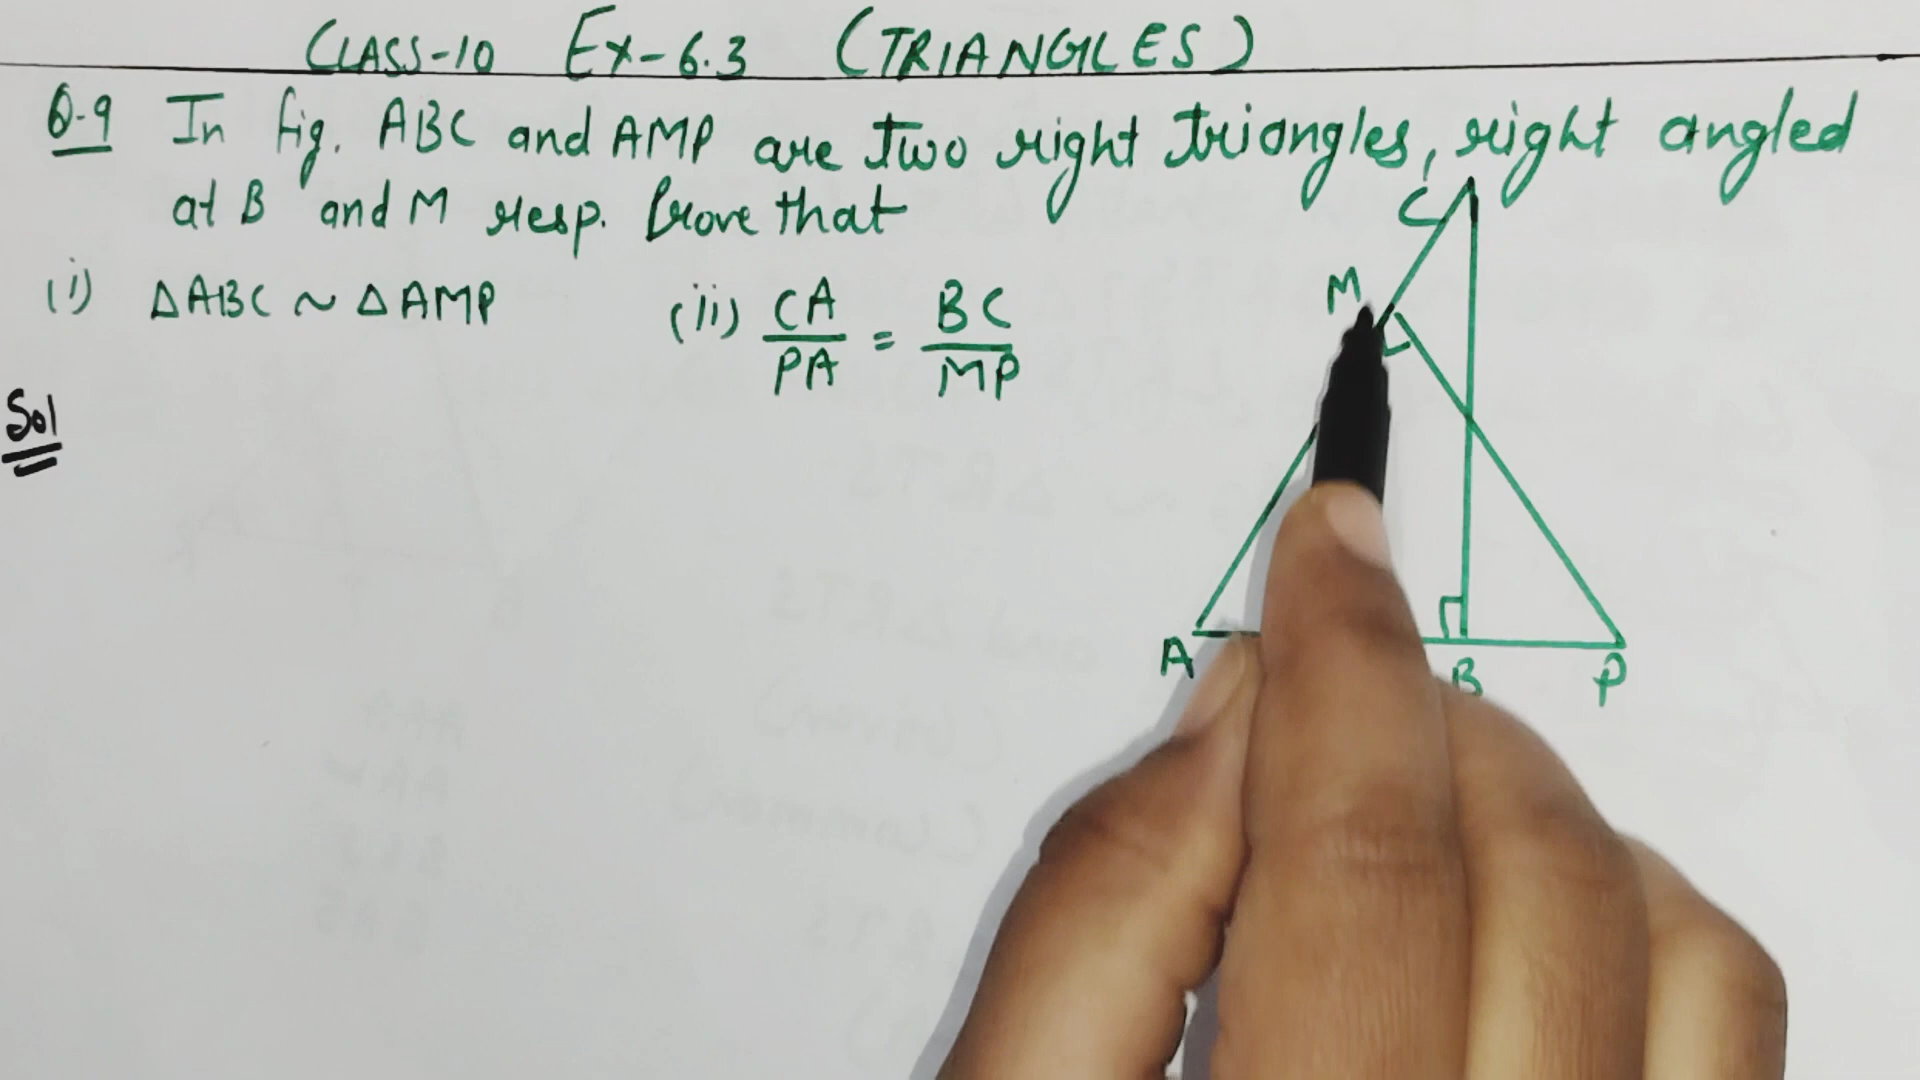 CLASS-10 Ex-6.3 (TRIANGLES)
Q-9 In fig. ABC and AMP are two right triangles, right angled
at B and M resp. Prove that
(i) ΔABC ~ ΔAMP (ii) CA/PA = BC/MP
Sol
C
M
A B P